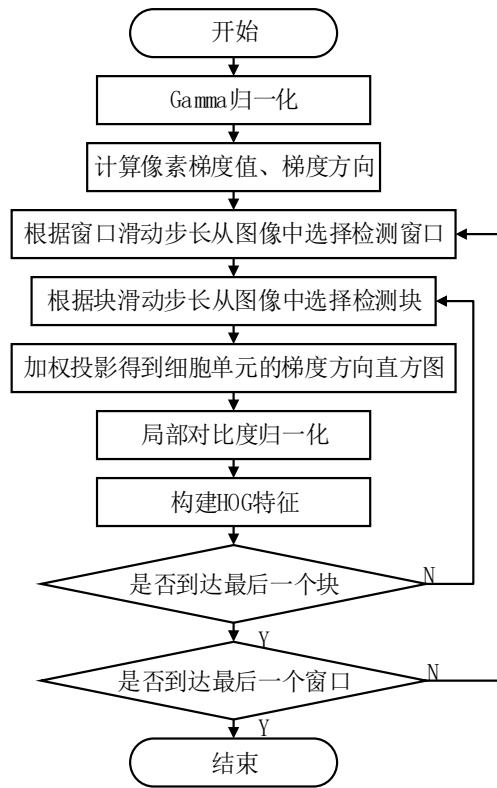 开始
Gamma归一化
计算像素梯度值、梯度方向
根据窗口滑动步长从图像中选择检测窗口
根据块滑动步长从图像中选择检测块
加权投影得到细胞单元的梯度方向直方图
局部对比度归一化
构建HOG特征
是否到达最后一个块
N
Y
是否到达最后一个窗口
N
Y
结束